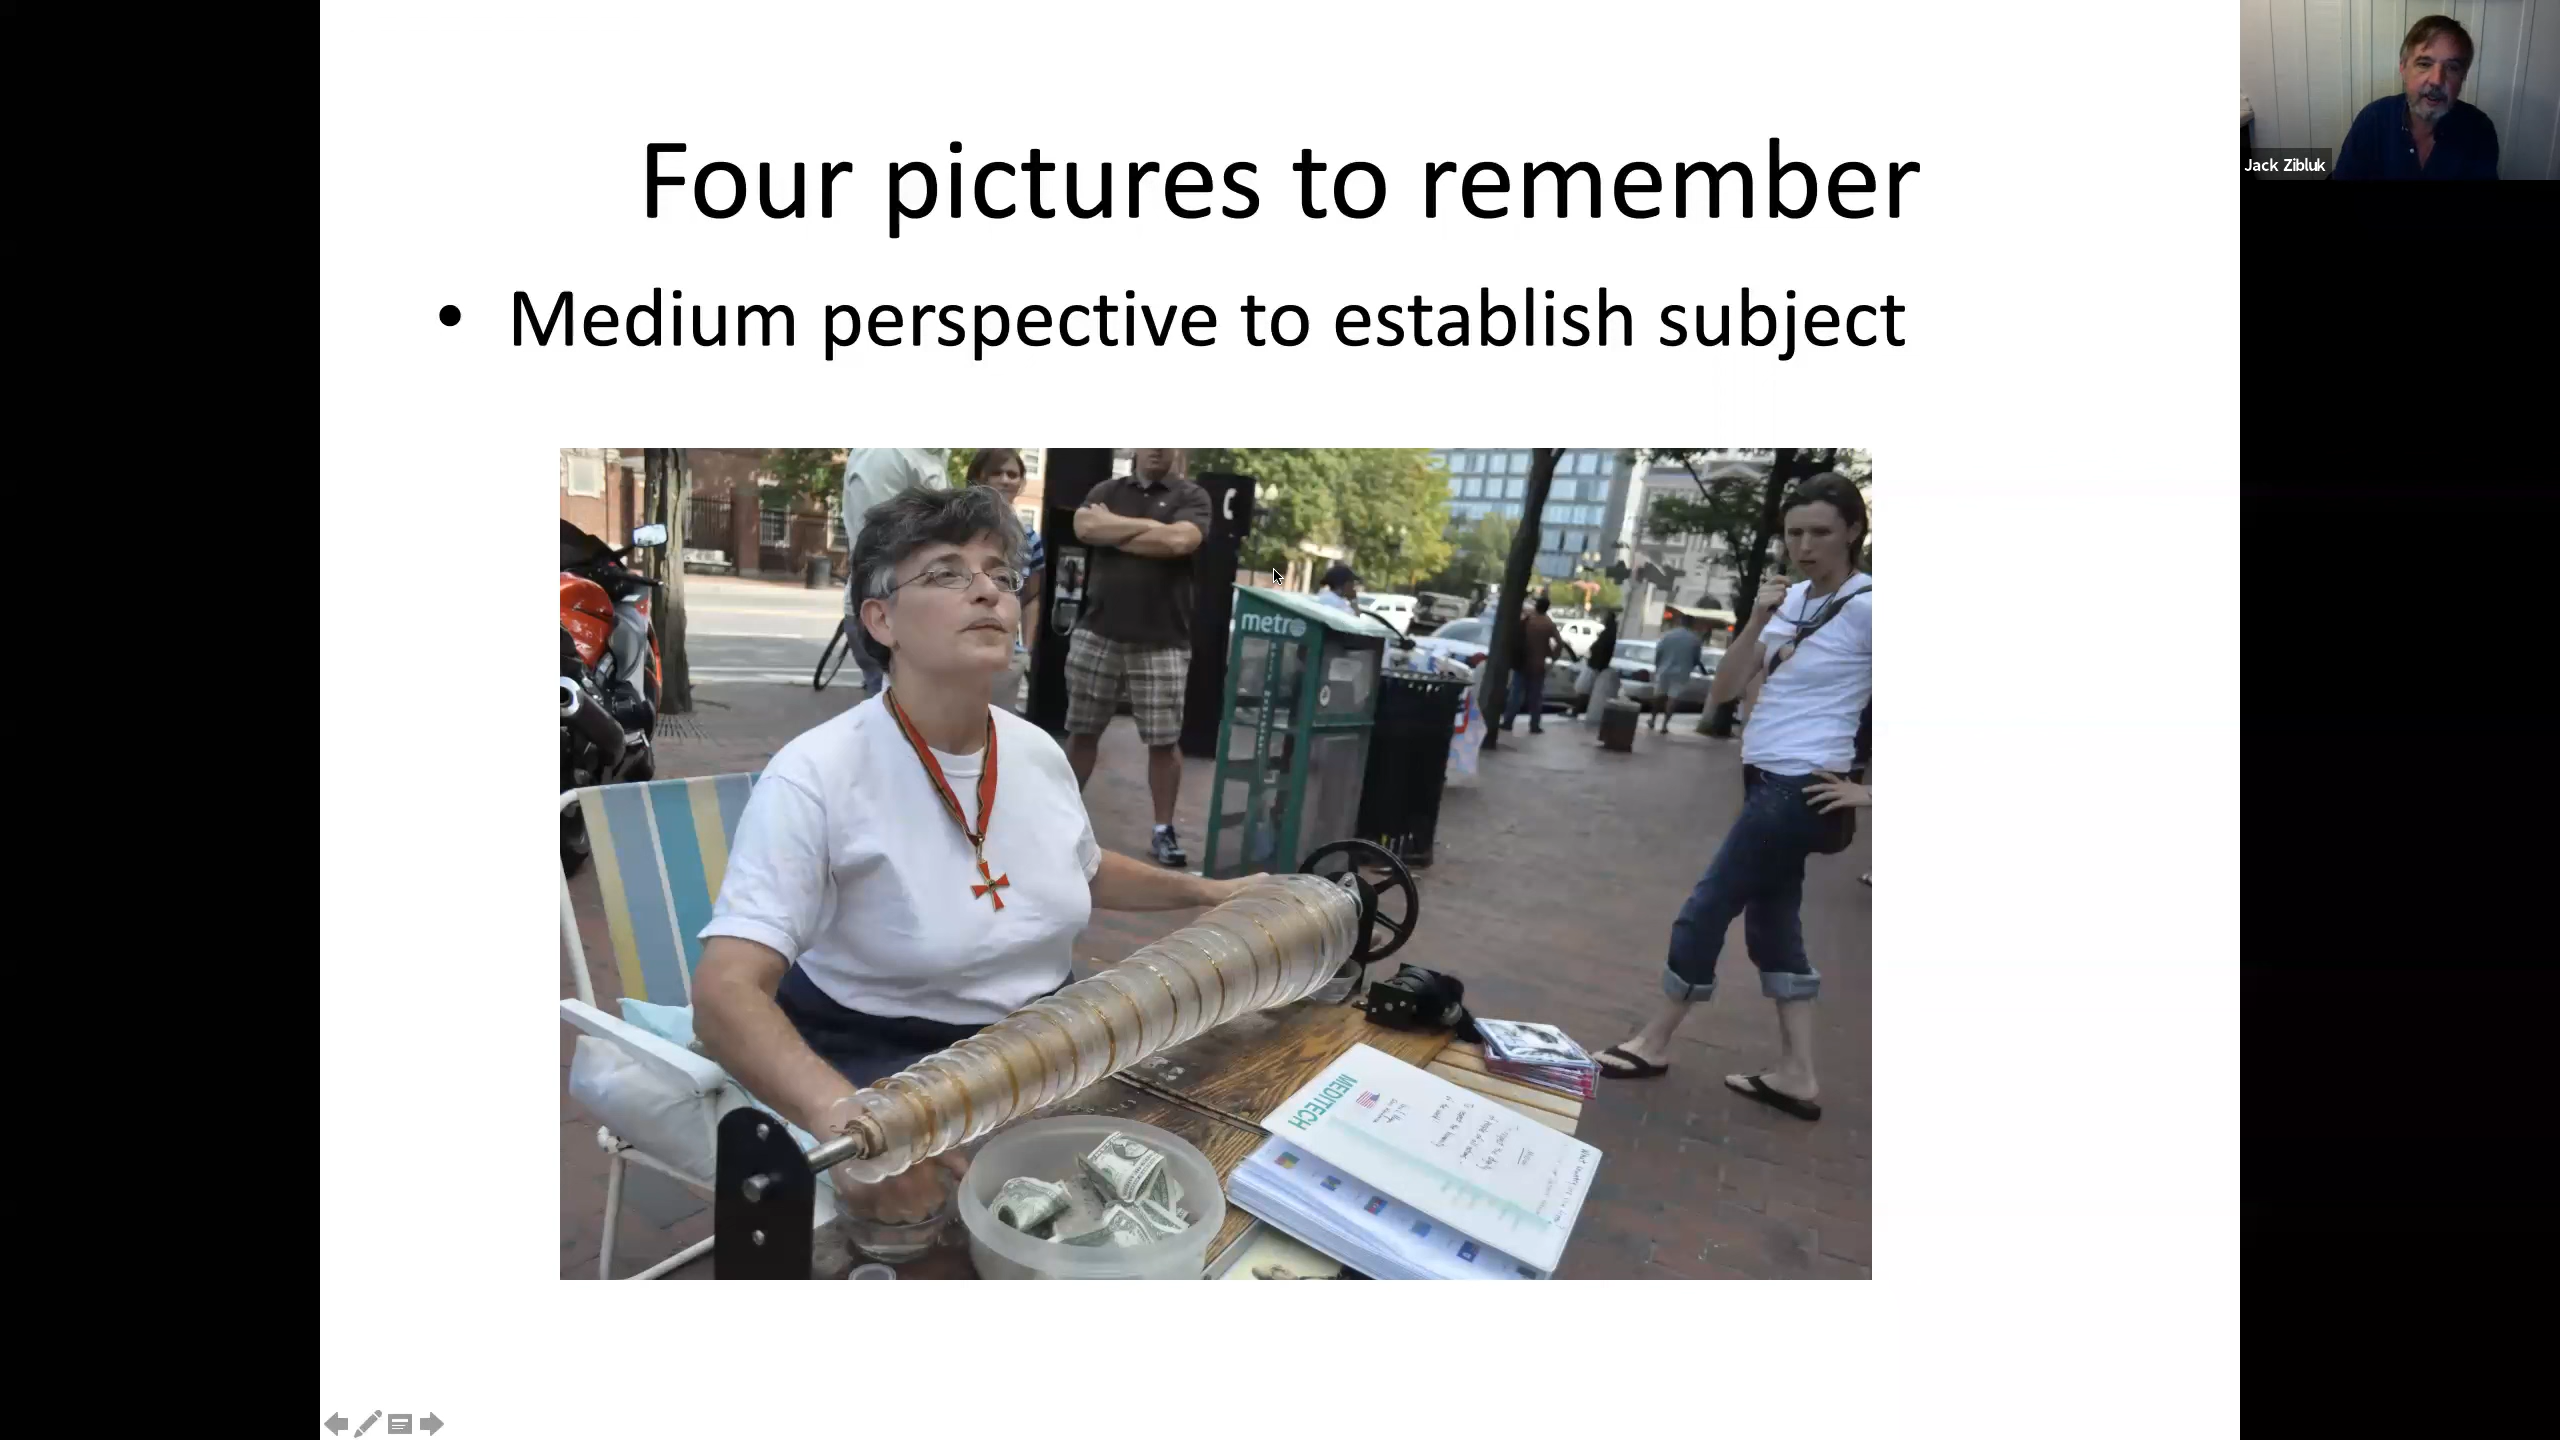 Four pictures to remember
• Medium perspective to establish subject
Jack Zibluk
metro
MEDITECH